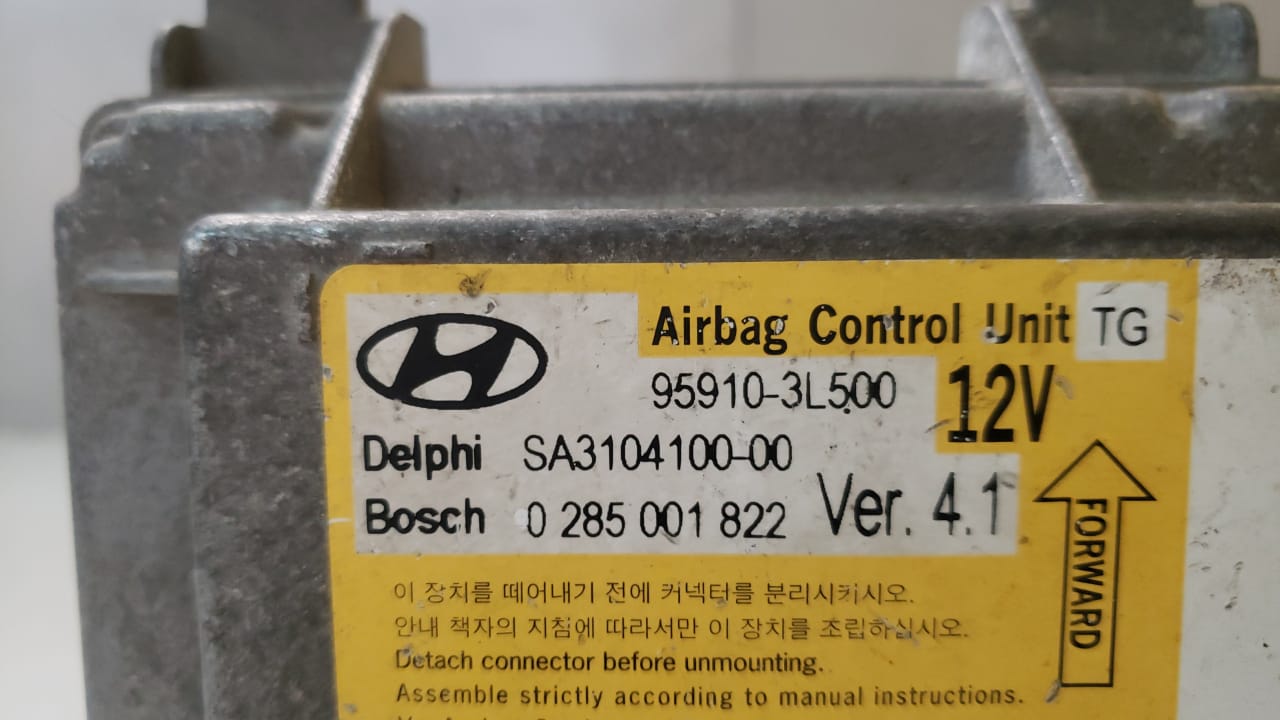 Airbag Control Unit TG
95910-3L500
12V
Delphi SA3104100-00
Bosch 0 285 001 822
Ver. 4.1
FORWARD
이 장치를 떼어내기 전에 커넥터를 분리시키시오.
안내 책자의 지침에 따라서만 이 장치를 조립하십시오.
Detach connector before unmounting.
Assemble strictly according to manual instructions.